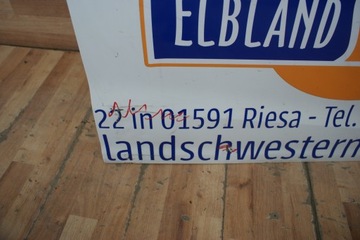 ELBLAND
22 in 01591 Riesa - Tel.
landschwestern